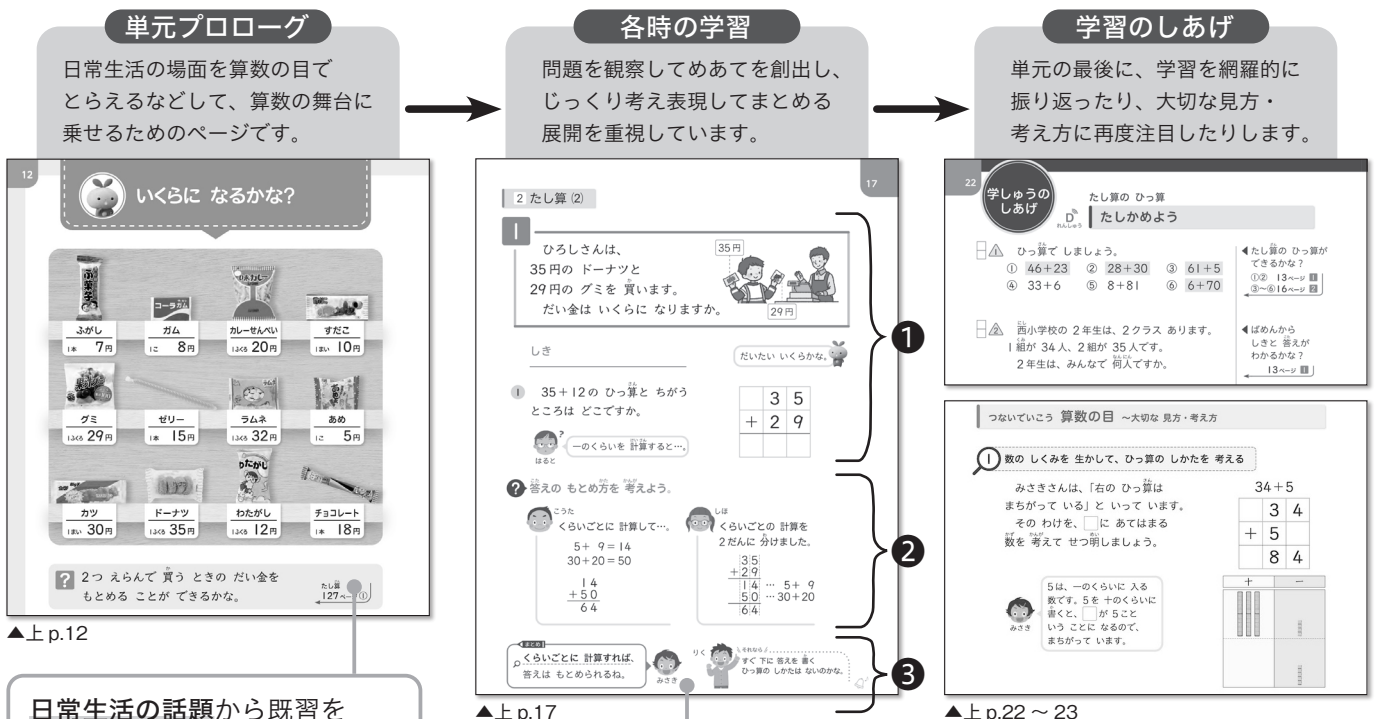 単元プロローグ
日常生活の場面を算数の目で
とらえるなどして、算数の舞台に
乗せるためのページです。
各時の学習
問題を観察してめあてを創出し、
じっくり考え表現してまとめる
展開を重視しています。
学習のしあげ
単元の最後に、学習を網羅的に
振り返ったり、大切な見方・
考え方に再度注目したりします。
12
いくらに なるかな?
ふがし
1本 7円
コーラガム
ガム
1こ 8円
カレーせんべい
1ふくろ 20円
すだこ
1まい 10円
グミ
1ふくろ 29円
ゼリー
1本 15円
ラムネ
1ふくろ 32円
あめ
1こ 5円
カツ
1まい 30円
ドーナツ
1ふくろ 35円
わたがし
わたがし
1ふくろ 12円
チョコレート
1本 18円
? 2つ えらんで 買う ときの だい金を
もとめる ことが できるかな。
たし算
127ページ①
▲上 p.12
日常生活の話題から既習を
17
2 たし算 (2)
1
ひろしさんは、
35円の ドーナツと
29円の グミを 買います。
だい金は いくらに なりますか。
35円
29円
しき
だいたい いくらかな。
① 35+12の ひっ算と ちがう
ところは どこですか。
一のくらいを 計算すると…。
はると
3 5
+ 2 9
? 答えの もとめ方を 考えよう。
こうた
くらいごとに 計算して…。
5+ 9=14
30+20=50
14
+50
64
しほ
くらいごとの 計算を
2だんに 分けました。
35
+29
14 … 5+ 9
50 … 30+20
64
まとめ
くらいごとに 計算すれば、
答えは もとめられるね。
みさき
りく
それなら
すぐ 下に 答えを 書く
ひっ算の しかたは ないのかな。
❶
❷
❸
▲上 p.17
22
学しゅうの
しあげ
たし算の ひっ算
D
れんしゅう
たしかめよう
1 ひっ算で しましょう。
① 46+23 ② 28+30 ③ 61+5
④ 33+6 ⑤ 8+81 ⑥ 6+70
◀たし算の ひっ算が
できるかな?
①② 13ページ 1
③~⑥16ページ 2
2 西小学校の 2年生は、2クラス あります。
1組が 34人、2組が 35人です。
2年生は、みんなで 何人ですか。
◀ばめんから
しきと 答えが
わかるかな?
13ページ 1
つないでいこう 算数の目 ~大切な 見方・考え方
1 数の しくみを 生かして、ひっ算の しかたを 考える
みさきさんは、「右の ひっ算は
まちがって いる」と いって います。
その わけを、□に あてはまる
数を 考えて せつ明しましょう。
34+5
3 4
+ 5
8 4
5は、一のくらいに 入る
数です。5を 十のくらいに
書くと、□が 5こと
いう ことに なるので、
まちがって います。
みさき
+ −
▲上 p.22 ~ 23